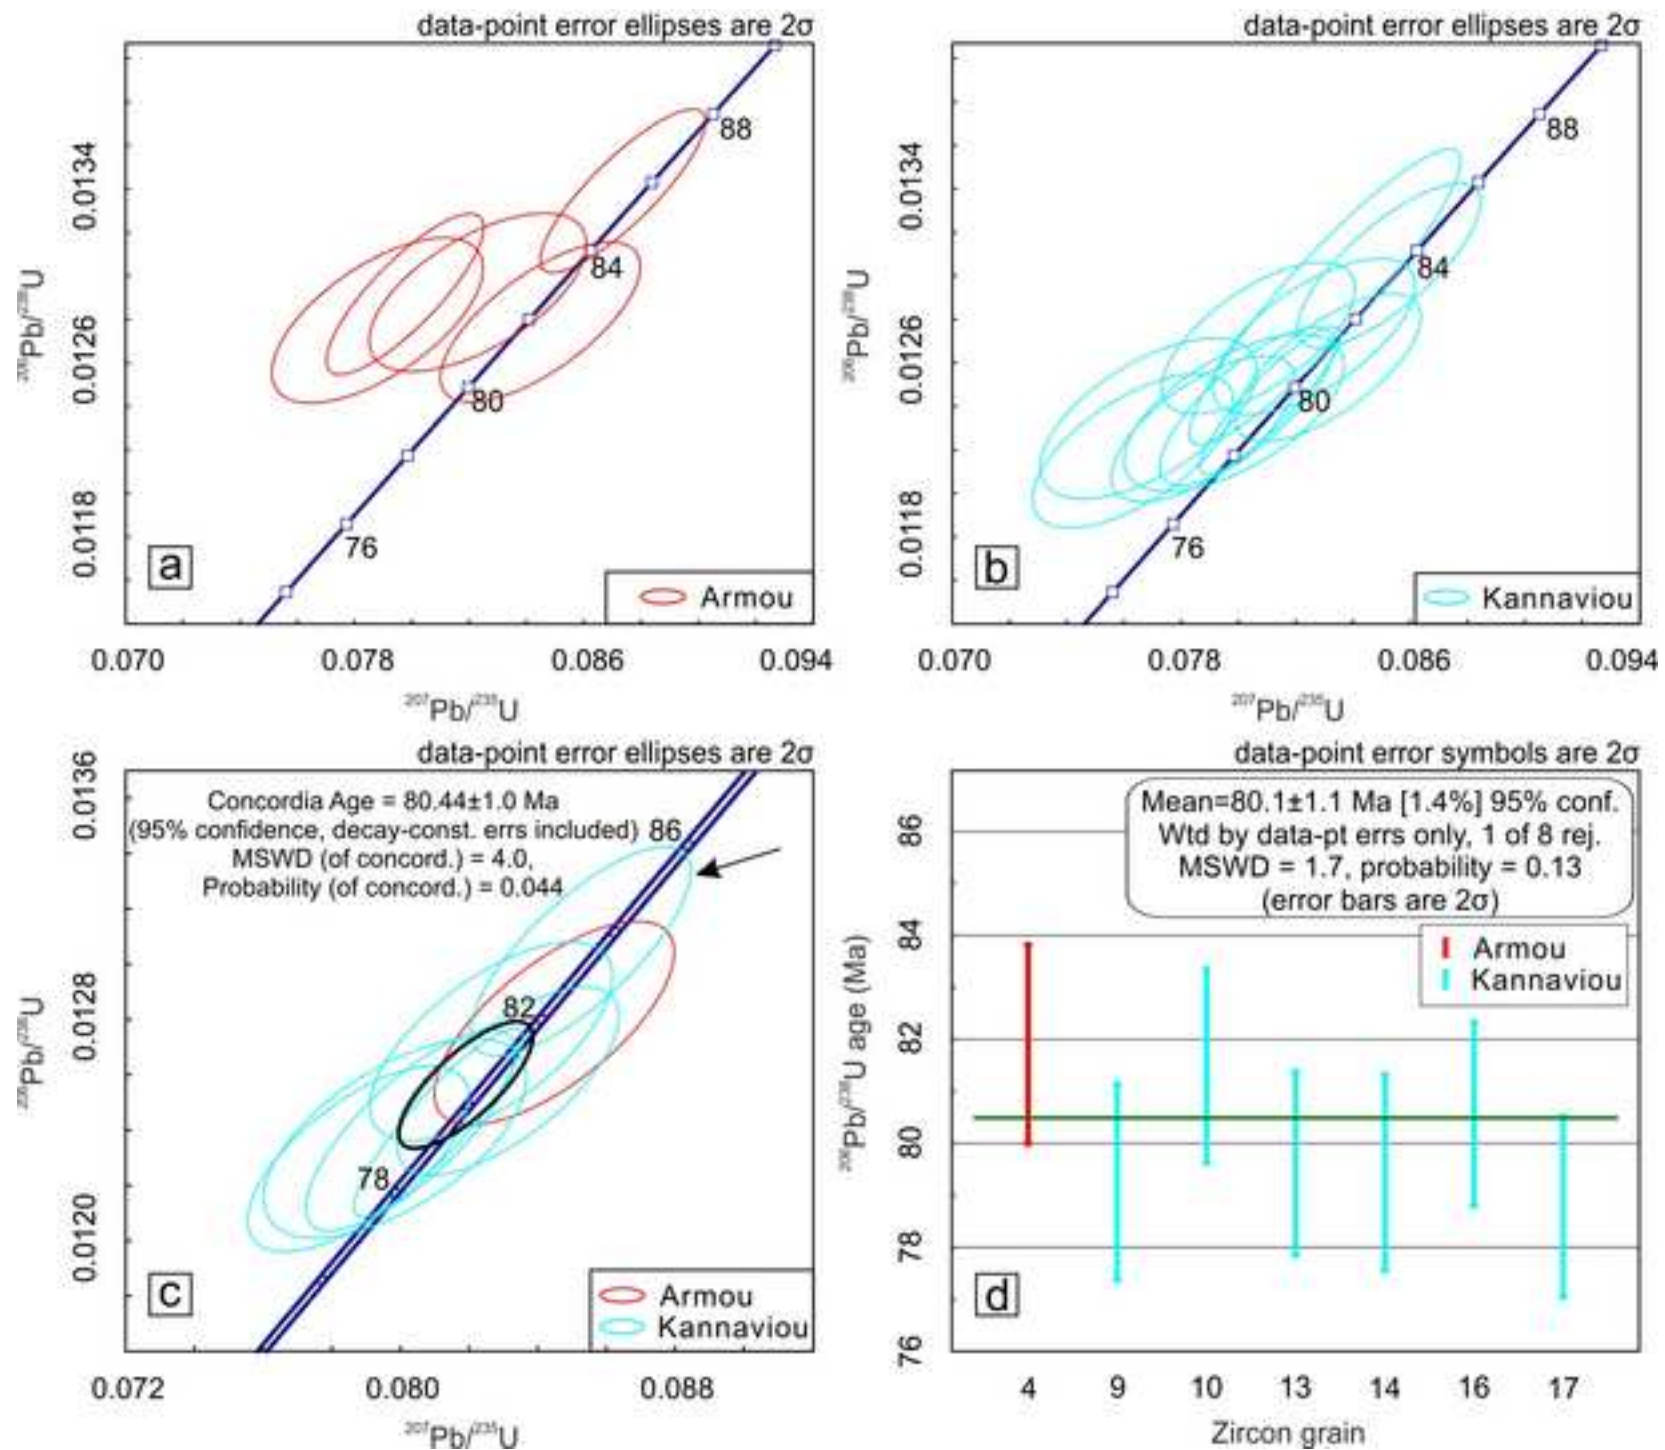 data-point error ellipses are 2σ
0.0134
0.0126
0.0118
²⁰⁶Pb/²³⁸U
88
84
80
76
a
Armou
0.070 0.078 0.086 0.094
²⁰⁷Pb/²³⁵U
data-point error ellipses are 2σ
0.0134
0.0126
0.0118
²⁰⁶Pb/²³⁸U
88
84
80
76
b
Kannaviou
0.070 0.078 0.086 0.094
²⁰⁷Pb/²³⁵U
data-point error ellipses are 2σ
0.0136
0.0128
0.0120
²⁰⁶Pb/²³⁸U
Concordia Age = 80.44±1.0 Ma
(95% confidence, decay-const. errs included)
MSWD (of concord.) = 4.0,
Probability (of concord.) = 0.044
86
82
78
c
Armou
Kannaviou
0.072 0.080 0.088
²⁰⁷Pb/²³⁵U
data-point error symbols are 2σ
Mean=80.1±1.1 Ma [1.4%] 95% conf.
Wtd by data-pt errs only, 1 of 8 rej.
MSWD = 1.7, probability = 0.13
(error bars are 2σ)
Armou
Kannaviou
86
84
82
80
78
76
²⁰⁶Pb/²³⁸U age (Ma)
d
4 9 10 13 14 16 17
Zircon grain